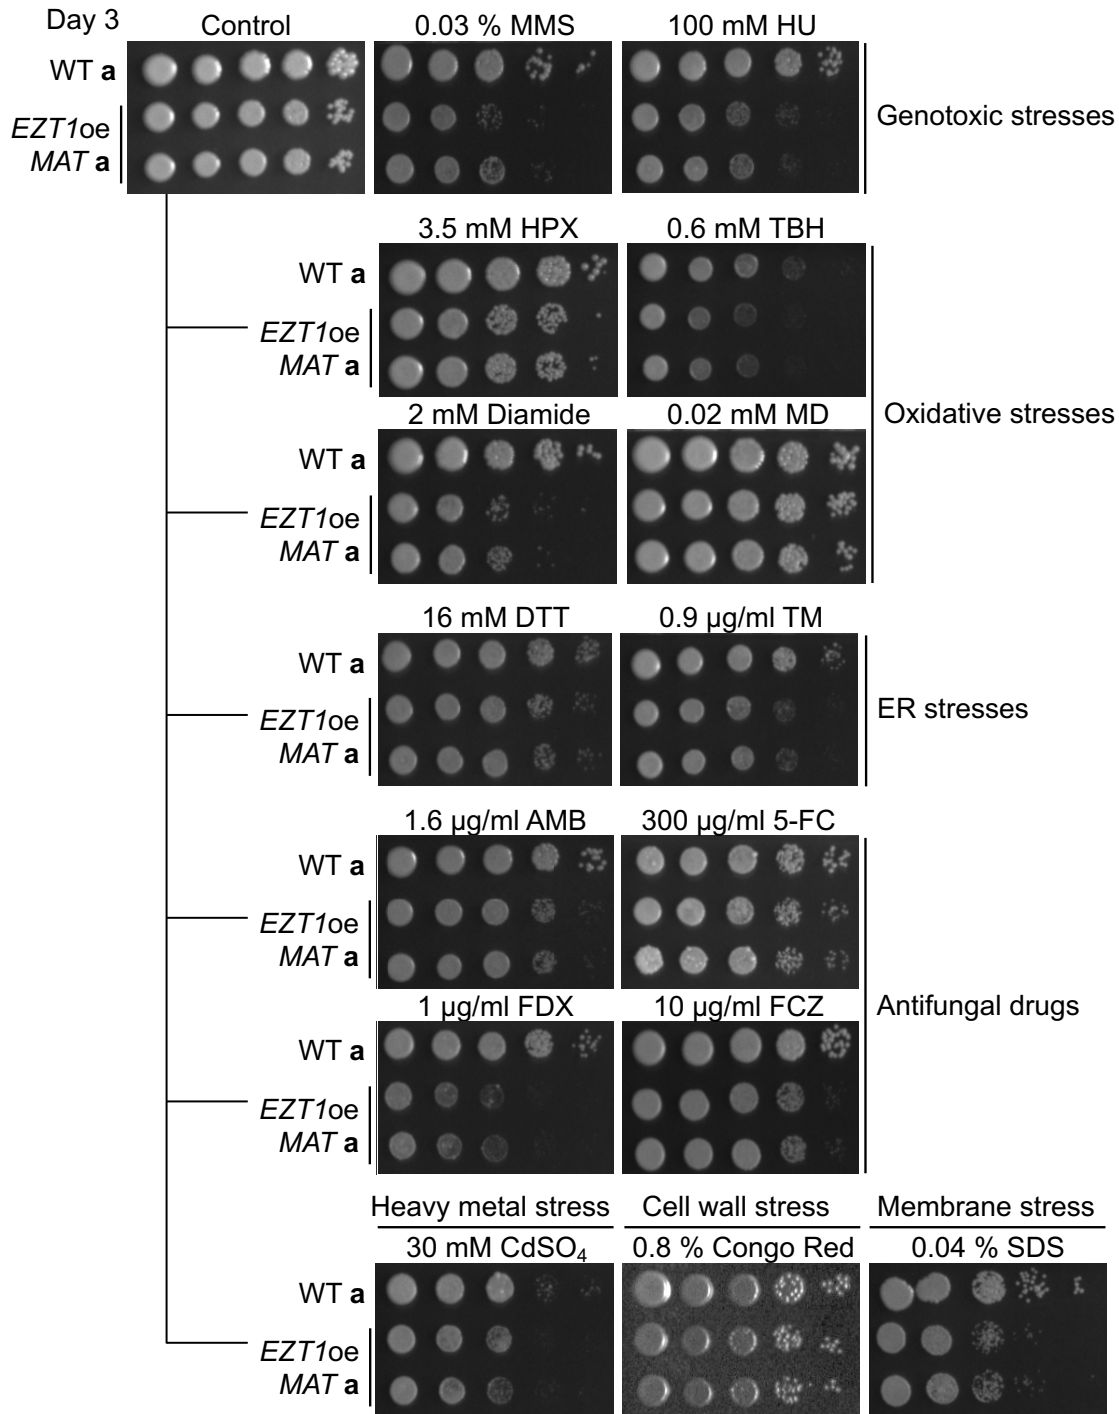 Day 3
Control 0.03 % MMS 100 mM HU
WT a
EZT1oe
MAT a
Genotoxic stresses
3.5 mM HPX 0.6 mM TBH
WT a
EZT1oe
MAT a
2 mM Diamide 0.02 mM MD
Oxidative stresses
WT a
EZT1oe
MAT a
16 mM DTT 0.9 µg/ml TM
WT a
EZT1oe
MAT a
ER stresses
1.6 µg/ml AMB 300 µg/ml 5-FC
WT a
EZT1oe
MAT a
1 µg/ml FDX 10 µg/ml FCZ
Antifungal drugs
WT a
EZT1oe
MAT a
Heavy metal stress Cell wall stress Membrane stress
30 mM CdSO₄ 0.8 % Congo Red 0.04 % SDS
WT a
EZT1oe
MAT a